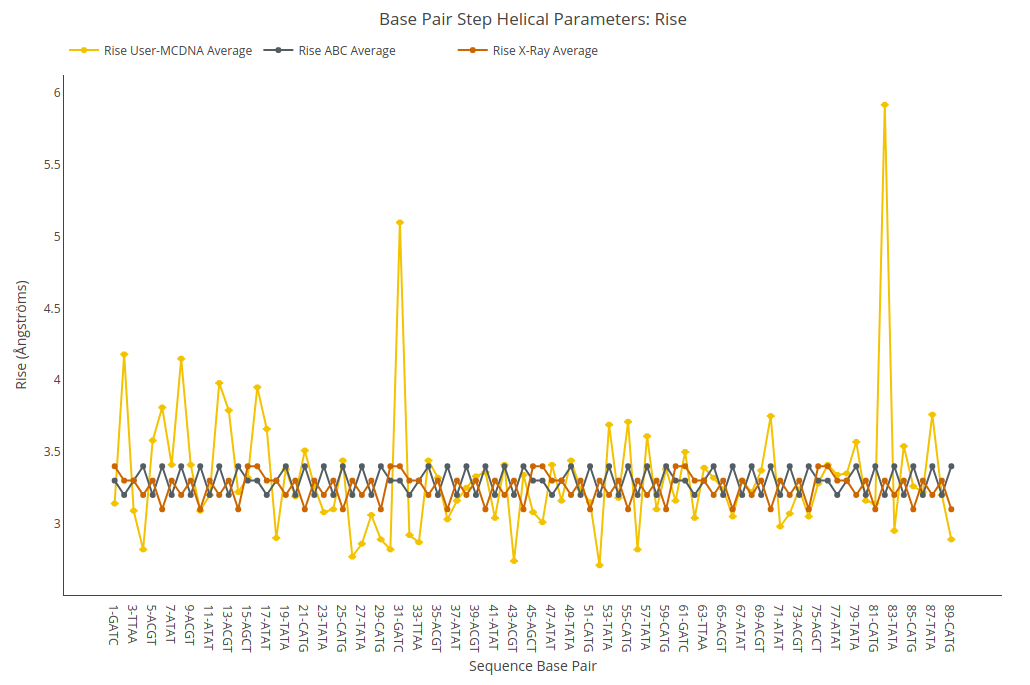 Base Pair Step Helical Parameters: Rise
Rise User-MCDNA Average Rise ABC Average Rise X-Ray Average
6
5.5
5
4.5
4
3.5
3
Rise (Ångströms)
1-GATC 3-TTAA 5-ACGT 7-ATAT 9-ACGT 11-ATAT 13-ACGT 15-AGCT 17-ATAT 19-TATA 21-CATG 23-TATA 25-CATG 27-TATA 29-CATG 31-GATC 33-TTAA 35-ACGT 37-ATAT 39-ACGT 41-ATAT 43-ACGT 45-AGCT 47-ATAT 49-TATA 51-CATG 53-TATA 55-CATG 57-TATA 59-CATG 61-GATC 63-TTAA 65-ACGT 67-ATAT 69-ACGT 71-ATAT 73-ACGT 75-AGCT 77-ATAT 79-TATA 81-CATG 83-TATA 85-CATG 87-TATA 89-CATG
Sequence Base Pair